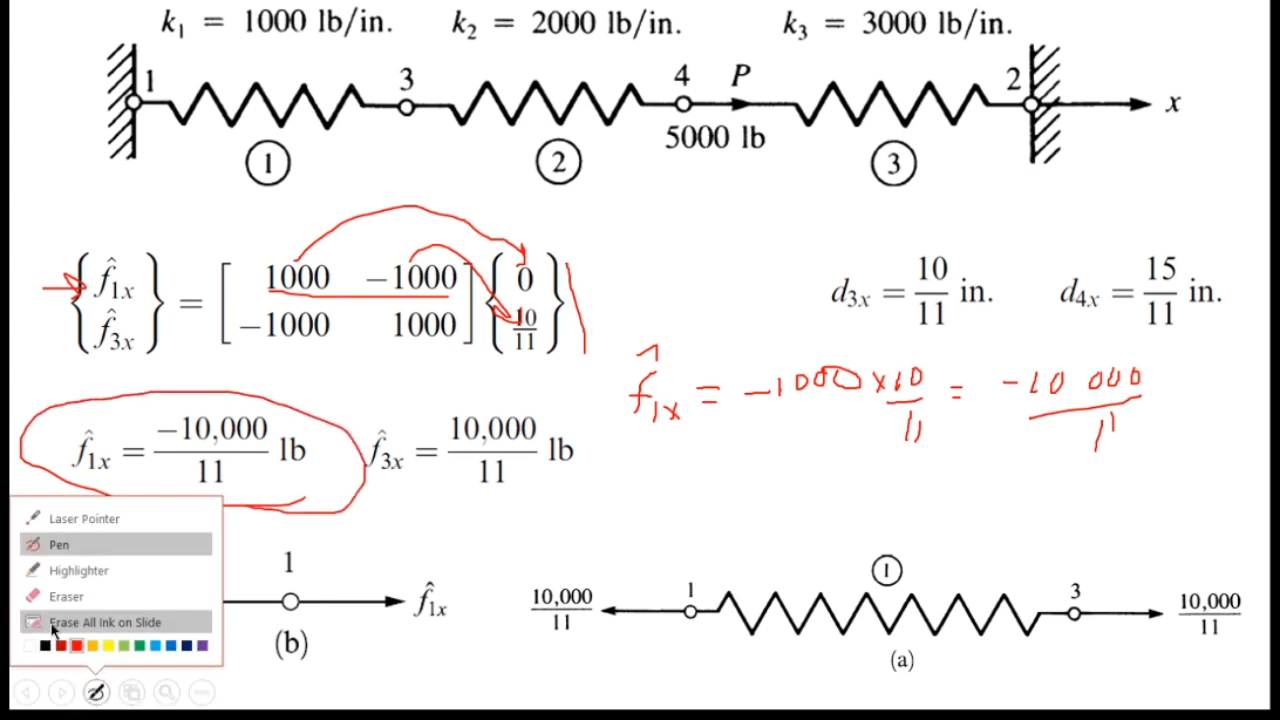 k₁ = 1000 lb/in. k₂ = 2000 lb/in. k₃ = 3000 lb/in.
1 3 4 P 2 x
5000 lb
① ② ③
{f̂₁ₓ f̂₃ₓ} = [1000 −1000 −1000 1000] {0 10/11}
d₃ₓ = 10/11 in. d₄ₓ = 15/11 in.
f̂₁ₓ = −1000 × 10/11 = −10 000/11
f̂₁ₓ = −10,000/11 lb f̂₃ₓ = 10,000/11 lb
Laser Pointer
Pen
Highlighter
Eraser
Erase All Ink on Slide
1 f̂₁ₓ
(b)
10,000/11 1 ① 3 10,000/11
(a)